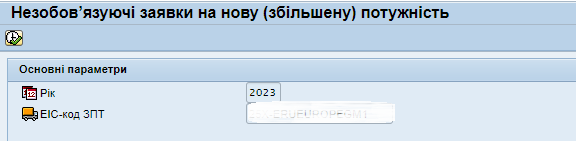 Незобов’язуючі заявки на нову (збільшену) потужність
Основні параметри
Рік 2023
EIC-код ЗПТ